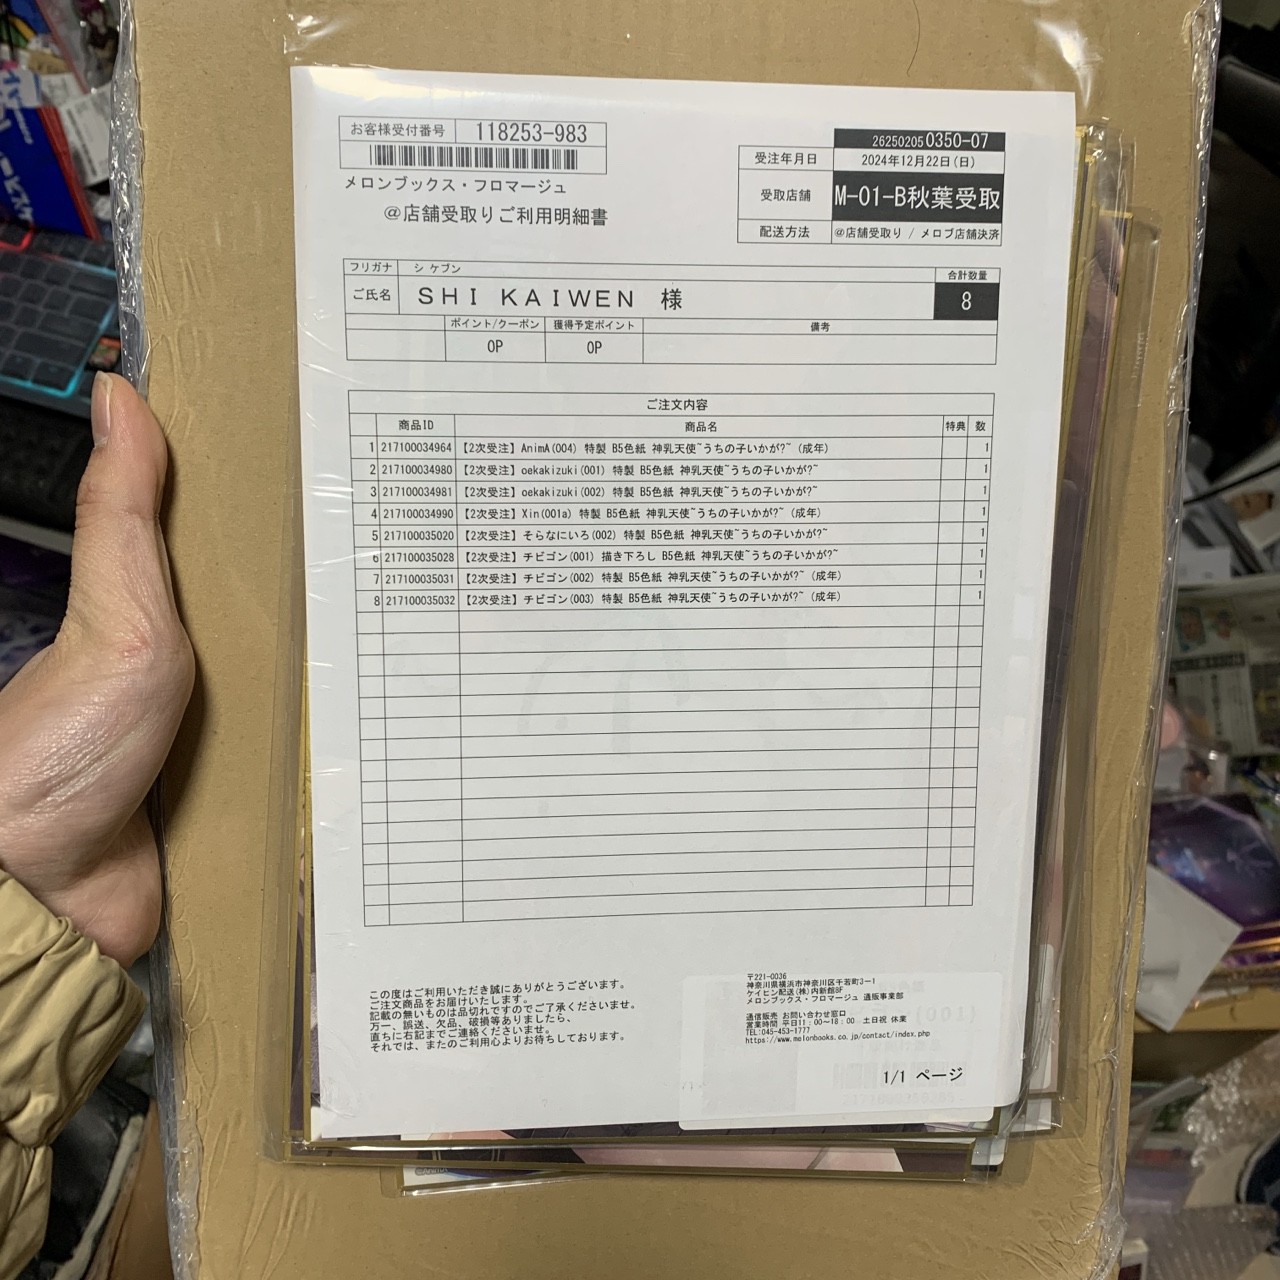 お客様受付番号 118253-983
メロンブックス・フロマージュ
@店舗受取りご利用明細書
262502050350-07
受注年月日 2024年12月22日(日)
受取店舗 M-01-B秋葉受取
配送方法 @店舗受取り / メロブ店舗決済
フリガナ シ ケブン
ご氏名 SHI KAIWEN 様
合計数量
8
ポイント/クーポン 獲得予定ポイント 備考
0P 0P
ご注文内容
商品ID 商品名 特典 数
1 217100034964 【2次受注】AnimA(004) 特製 B5色紙 神乳天使~うちの子いかが?~ (成年) 1
2 217100034980 【2次受注】oekakizuki(001) 特製 B5色紙 神乳天使~うちの子いかが?~ 1
3 217100034981 【2次受注】oekakizuki(002) 特製 B5色紙 神乳天使~うちの子いかが?~ 1
4 217100034990 【2次受注】Xin(001a) 特製 B5色紙 神乳天使~うちの子いかが?~ (成年) 1
5 217100035020 【2次受注】そらなにいろ(002) 特製 B5色紙 神乳天使~うちの子いかが?~ 1
6 217100035028 【2次受注】チビゴン(001) 描き下ろし B5色紙 神乳天使~うちの子いかが?~ 1
7 217100035031 【2次受注】チビゴン(002) 特製 B5色紙 神乳天使~うちの子いかが?~ (成年) 1
8 217100035032 【2次受注】チビゴン(003) 特製 B5色紙 神乳天使~うちの子いかが?~ (成年) 1
この度はご利用いただき誠にありがとうございます。
ご注文商品をお届けいたします。
記載の無いものは品切れですのでご了承くださいませ。
万一、誤送、欠品、破損等ありましたら、
直ちに右記までご連絡くださいませ。
それでは、またのご利用心よりお待ちしております。
〒221-0036
神奈川県横浜市神奈川区千若町3-1
ケイヒン配送(株)内新館8F
メロンブックス・フロマージュ 通販事業部
通信販売 お問い合わせ窓口
営業時間 平日11:00~18:00 土日祝 休業
TEL:045-453-1777
https://www.melonbooks.co.jp/contact/index.php
1/1 ページ